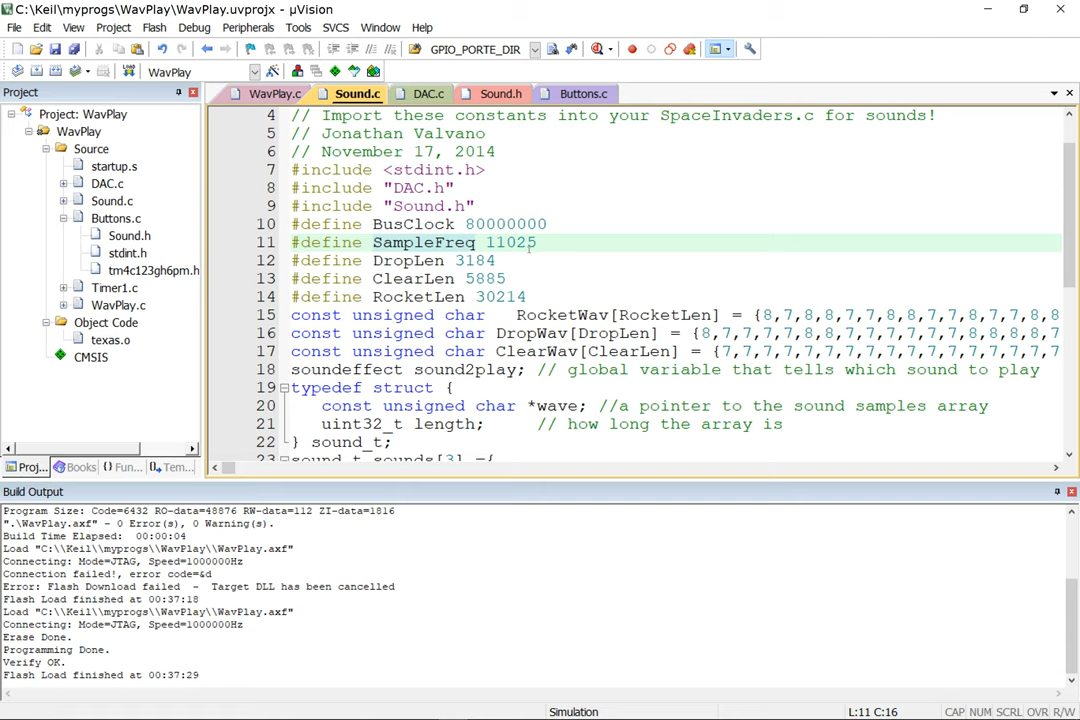 C:\Keil\myprogs\WavPlay\WavPlay.uvprojx - µVision
File Edit View Project Flash Debug Peripherals Tools SVCS Window Help
GPIO_PORTE_DIR
WavPlay
Project
Project: WavPlay
WavPlay
Source
startup.s
DAC.c
Sound.c
Buttons.c
Sound.h
stdint.h
tm4c123gh6pm.h
Timer1.c
WavPlay.c
Object Code
texas.o
CMSIS
Proj... Books {} Fun... 0, Tem...
WavPlay.c Sound.c DAC.c Sound.h Buttons.c
4 // Import these constants into your SpaceInvaders.c for sounds!
5 // Jonathan Valvano
6 // November 17, 2014
7 #include <stdint.h>
8 #include "DAC.h"
9 #include "Sound.h"
10 #define BusClock 80000000
11 #define SampleFreq 11025
12 #define DropLen 3184
13 #define ClearLen 5885
14 #define RocketLen 30214
15 const unsigned char RocketWav[RocketLen] = {8,7,8,8,7,7,8,8,7,7,8,7,7,8,8
16 const unsigned char DropWav[DropLen] = {8,7,7,7,7,8,8,7,7,7,7,7,7,8,8,8,8,7
17 const unsigned char ClearWav[ClearLen] = {7,7,7,7,7,7,7,7,7,7,7,7,7,7,7,7,7
18 soundeffect sound2play; // global variable that tells which sound to play
19 typedef struct {
20 const unsigned char *wave; //a pointer to the sound samples array
21 uint32_t length; // how long the array is
22 } sound_t;
23 sound_t sounds[3] ={
Build Output
Program Size: Code=6432 RO-data=48876 RW-data=112 ZI-data=1816
".\WavPlay.axf" - 0 Error(s), 0 Warning(s).
Build Time Elapsed: 00:00:04
Load "C:\\Keil\\myprogs\\WavPlay\\WavPlay.axf"
Connecting: Mode=JTAG, Speed=1000000Hz
Connection failed!, error code=&d
Error: Flash Download failed - Target DLL has been cancelled
Flash Load finished at 00:37:18
Load "C:\\Keil\\myprogs\\WavPlay\\WavPlay.axf"
Connecting: Mode=JTAG, Speed=1000000Hz
Erase Done.
Programming Done.
Verify OK.
Flash Load finished at 00:37:29
Simulation L:11 C:16 CAP NUM SCRL OVR R/W